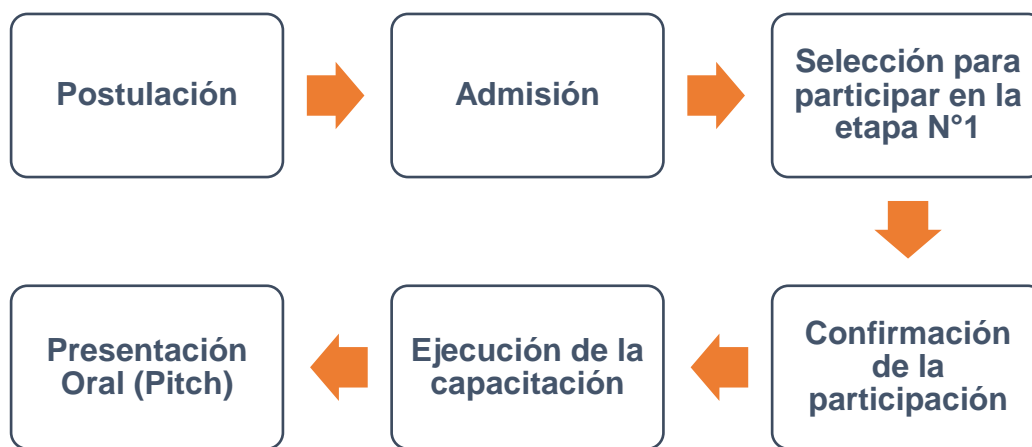 Postulación
Admisión
Selección para
participar en la
etapa N°1
Confirmación
de la
participación
Ejecución de la
capacitación
Presentación
Oral (Pitch)